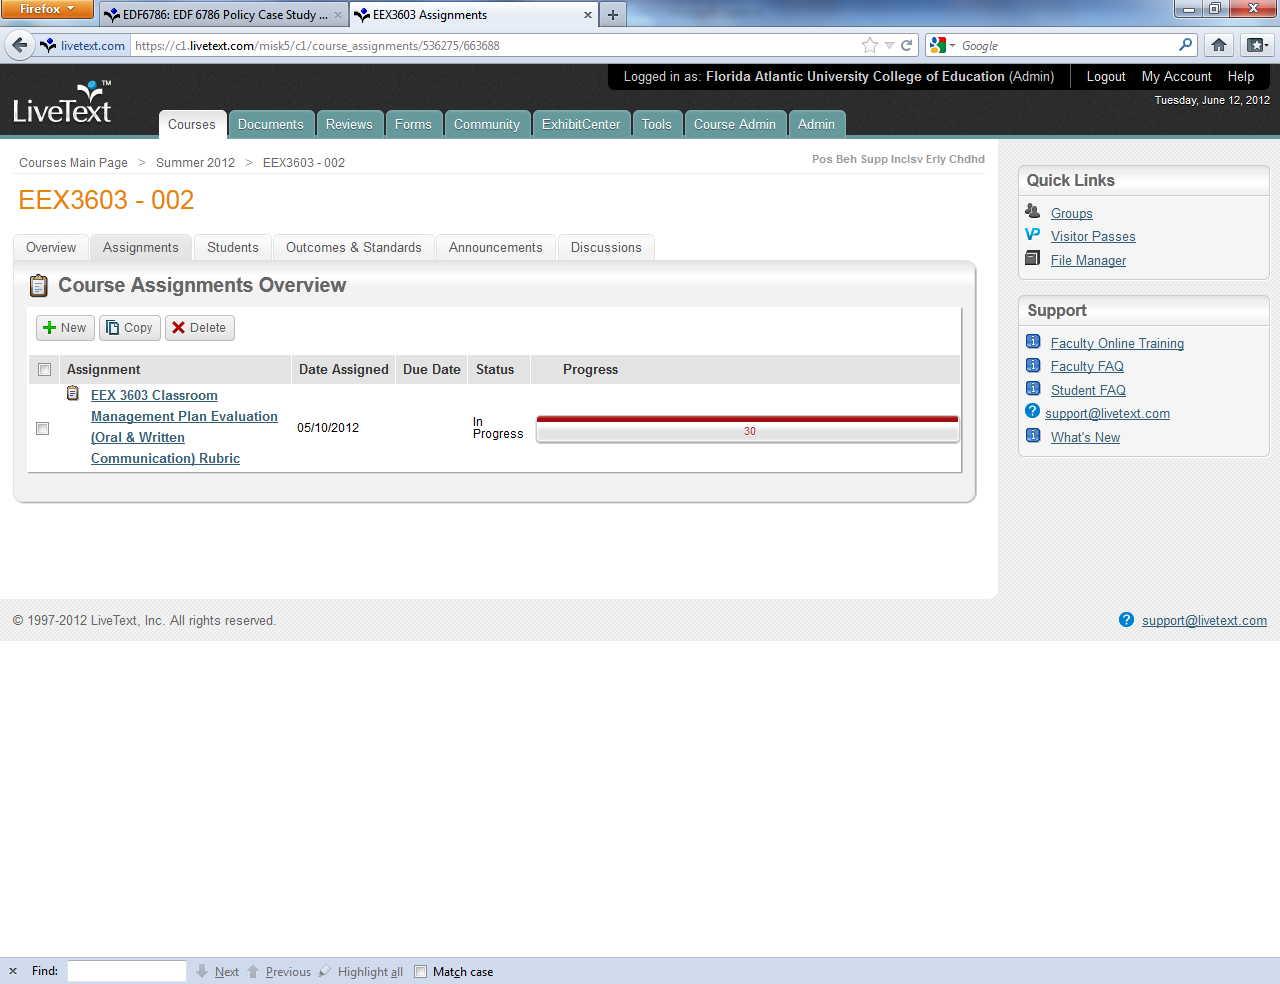 Firefox
EDF6786: EDF 6786 Policy Case Study ...
EEX3603 Assignments
livetext.com
https://c1.livetext.com/misk5/c1/course_assignments/536275/663688
Google
Logged in as: Florida Atlantic University College of Education (Admin)
Logout
My Account
Help
Tuesday, June 12, 2012
LiveText™
Courses
Documents
Reviews
Forms
Community
ExhibitCenter
Tools
Course Admin
Admin
Courses Main Page > Summer 2012 > EEX3603 - 002
Pos Beh Supp Inclsv Erly Chdhd
EEX3603 - 002
Overview
Assignments
Students
Outcomes & Standards
Announcements
Discussions
Course Assignments Overview
New
Copy
Delete
Assignment
Date Assigned
Due Date
Status
Progress
EEX 3603 Classroom
Management Plan Evaluation
(Oral & Written
Communication) Rubric
05/10/2012
In
Progress
30
Quick Links
Groups
VP
Visitor Passes
File Manager
Support
Faculty Online Training
Faculty FAQ
Student FAQ
support@livetext.com
What's New
© 1997-2012 LiveText, Inc. All rights reserved.
support@livetext.com
Find:
Next
Previous
Highlight all
Match case